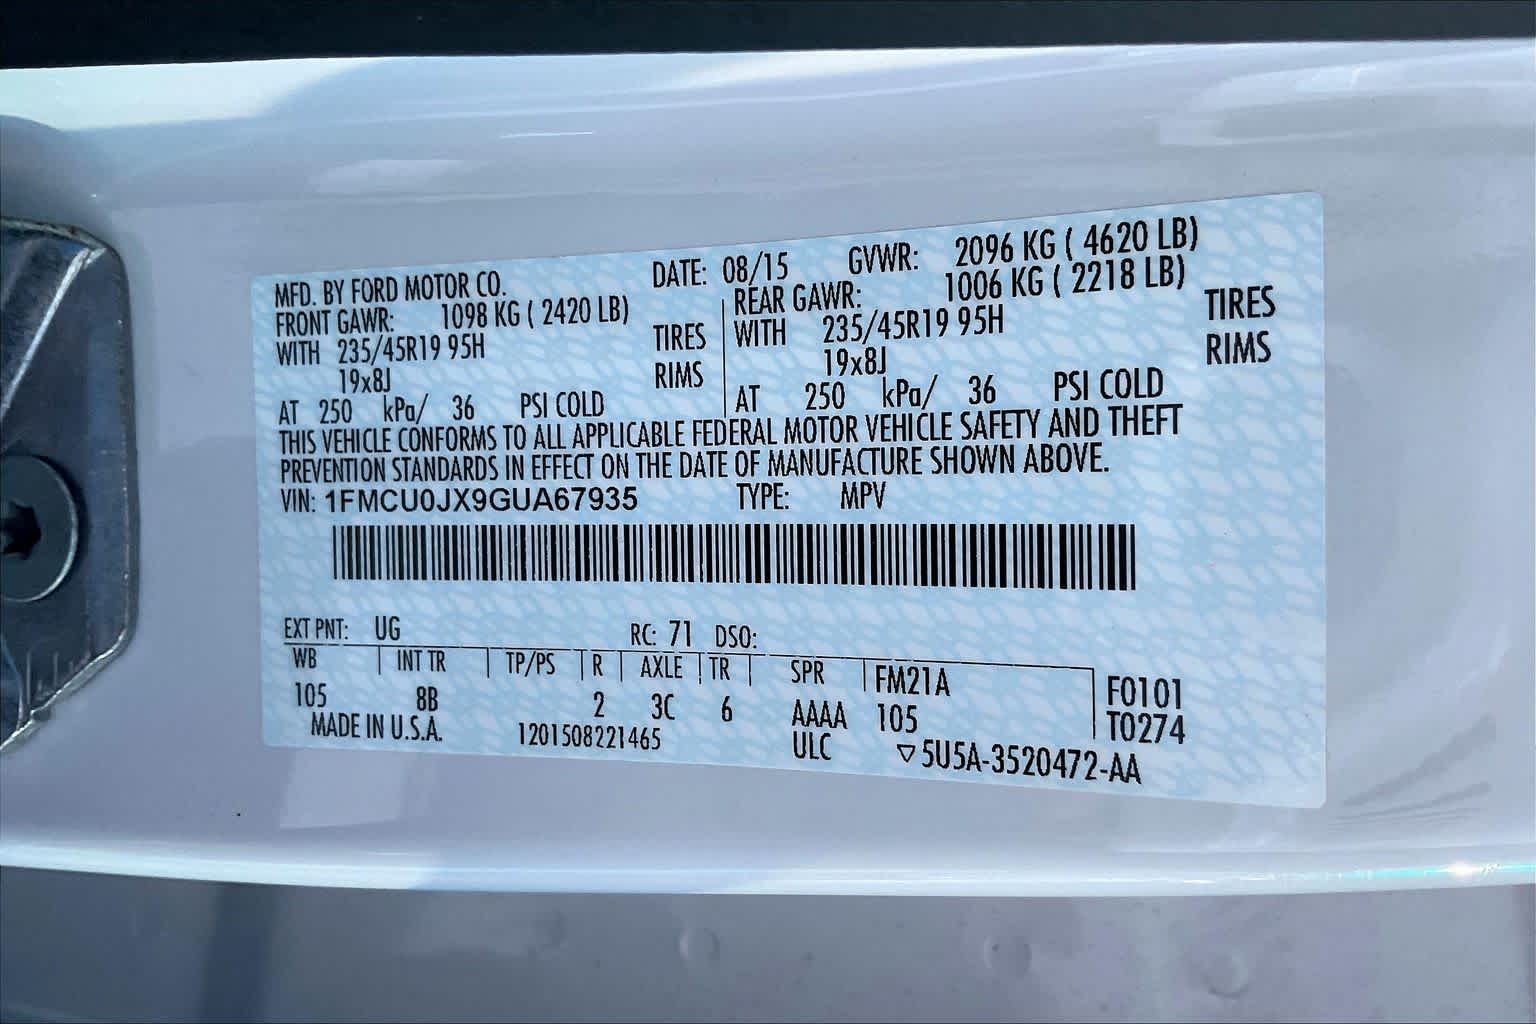 MFD. BY FORD MOTOR CO. DATE: 08/15 GVWR: 2096 KG ( 4620 LB)
FRONT GAWR: 1098 KG ( 2420 LB) REAR GAWR: 1006 KG ( 2218 LB)
WITH 235/45R19 95H TIRES WITH 235/45R19 95H TIRES
19x8J RIMS 19x8J RIMS
AT 250 kPa/ 36 PSI COLD AT 250 kPa/ 36 PSI COLD
THIS VEHICLE CONFORMS TO ALL APPLICABLE FEDERAL MOTOR VEHICLE SAFETY AND THEFT
PREVENTION STANDARDS IN EFFECT ON THE DATE OF MANUFACTURE SHOWN ABOVE.
VIN: 1FMCU0JX9GUA67935 TYPE: MPV
EXT PNT: UG RC: 71 DSO:
WB INT TR TP/PS R AXLE TR SPR FM21A F0101
105 8B 2 3C 6 AAAA 105 T0274
MADE IN U.S.A. 1201508221465 ULC ▽5U5A-3520472-AA